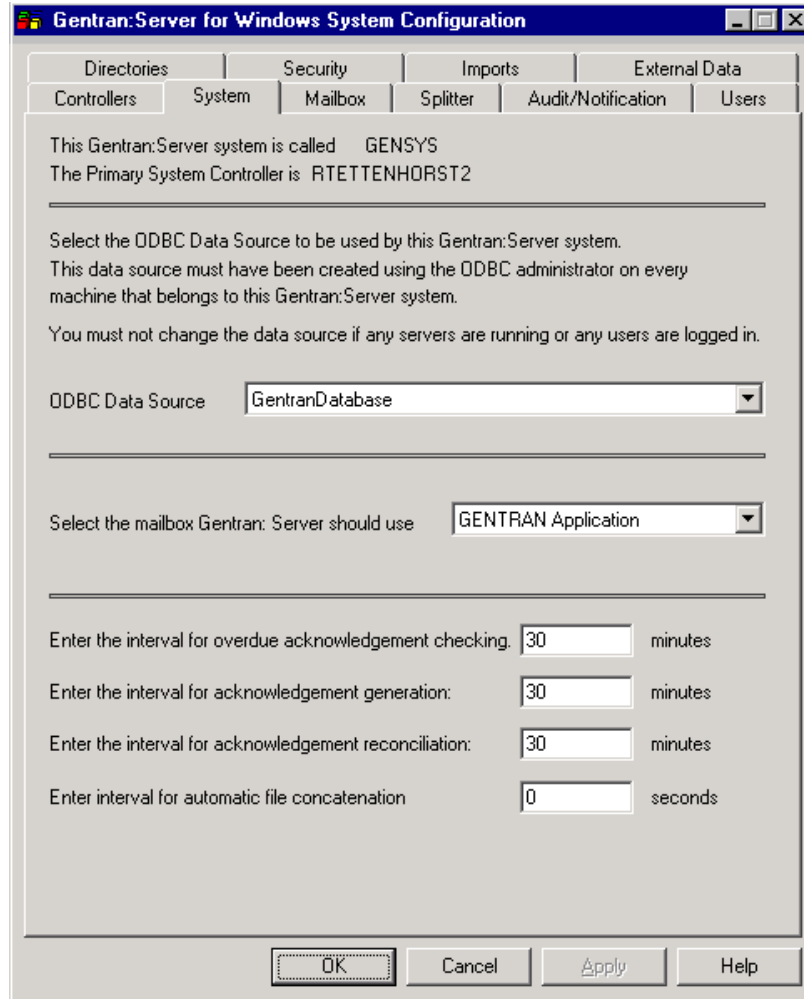 Gentran:Server for Windows System Configuration
Directories Security Imports External Data
Controllers System Mailbox Splitter Audit/Notification Users
This Gentran:Server system is called GENSYS
The Primary System Controller is RTETTENHORST2
Select the ODBC Data Source to be used by this Gentran:Server system.
This data source must have been created using the ODBC administrator on every
machine that belongs to this Gentran:Server system.
You must not change the data source if any servers are running or any users are logged in.
ODBC Data Source GentranDatabase
Select the mailbox Gentran: Server should use GENTRAN Application
Enter the interval for overdue acknowledgement checking. 30 minutes
Enter the interval for acknowledgement generation: 30 minutes
Enter the interval for acknowledgement reconciliation: 30 minutes
Enter interval for automatic file concatenation 0 seconds
OK Cancel Apply Help